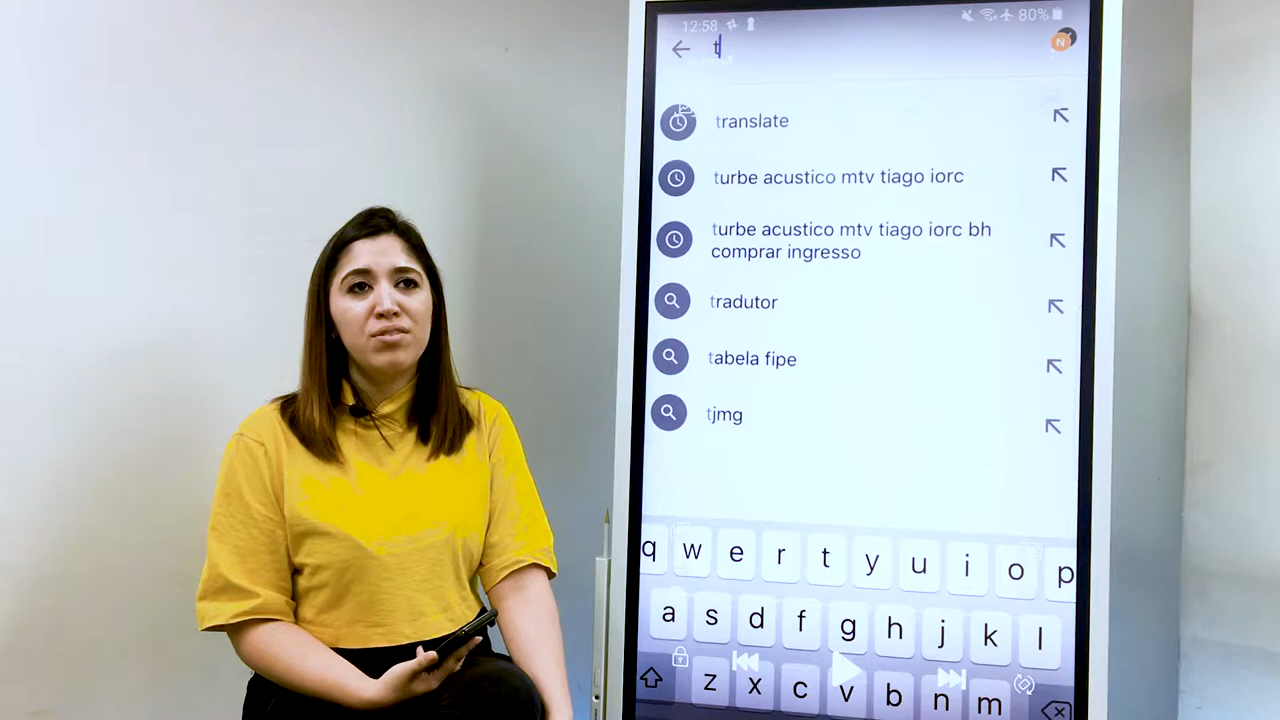 12:58
80%
t
N
translate
turbe acustico mtv tiago iorc
turbe acustico mtv tiago iorc bh
comprar ingresso
tradutor
tabela fipe
tjmg
q w e r t y u i o p
a s d f g h j k l
z x c v b n m